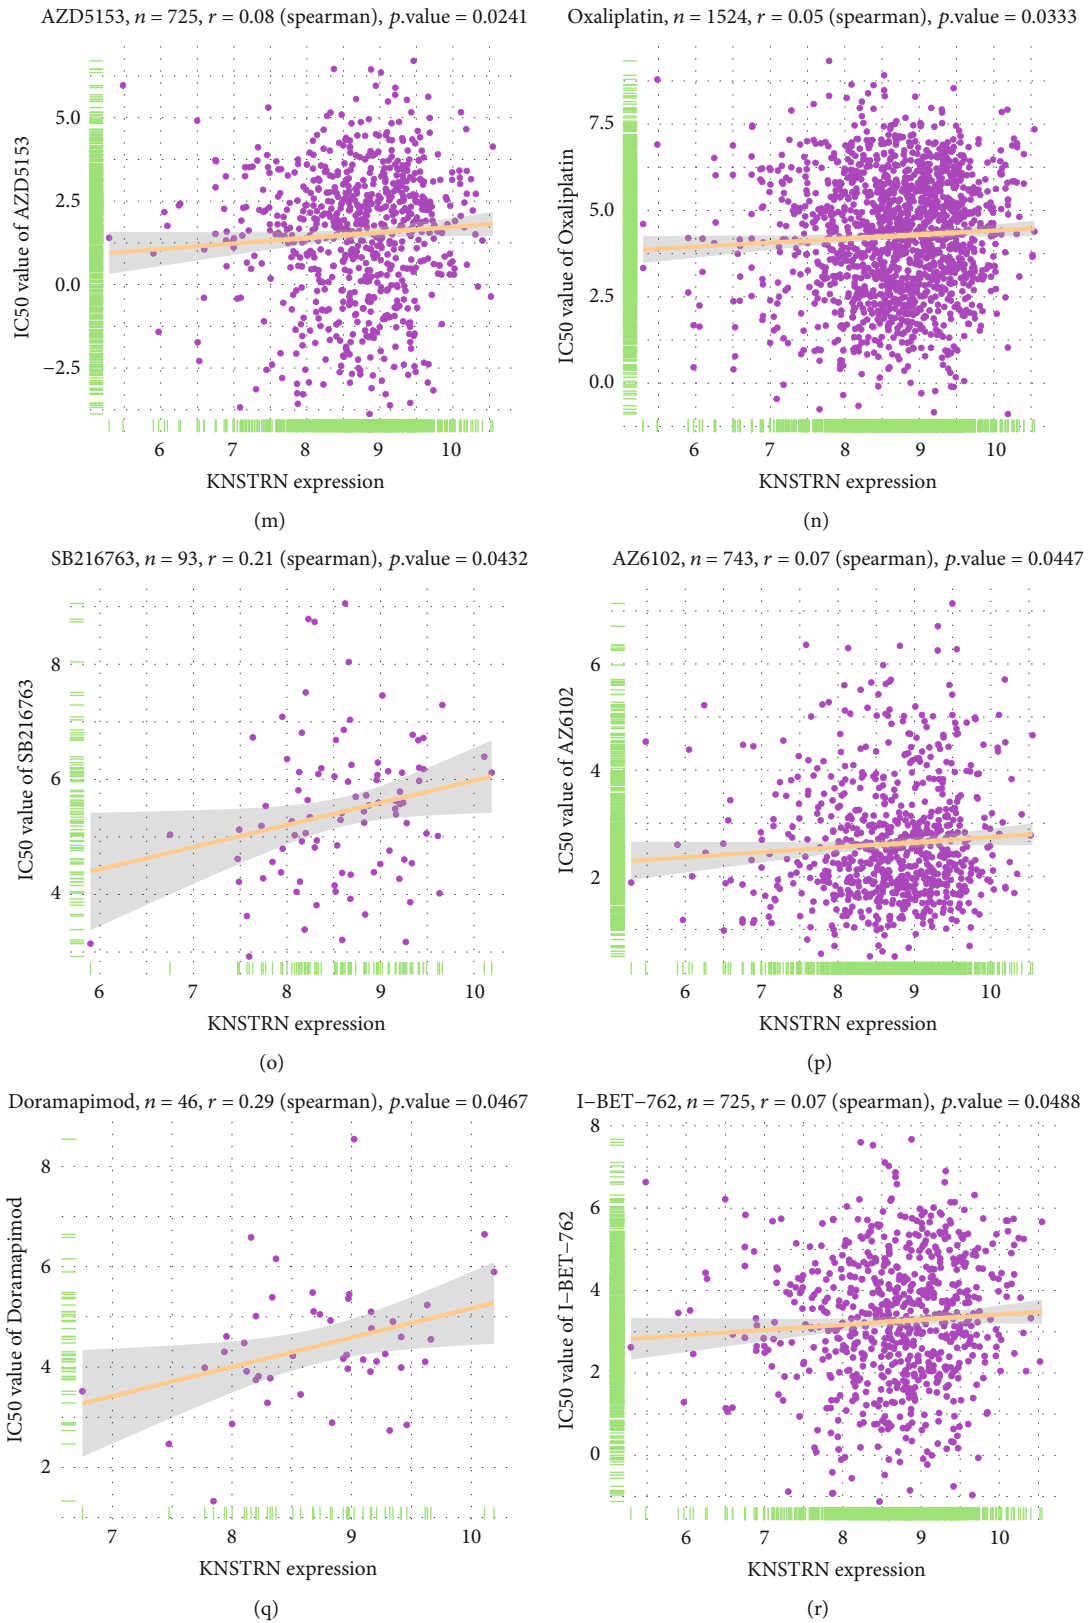 AZD5153, n = 725, r = 0.08 (spearman), p.value = 0.0241
IC50 value of AZD5153
5.0
2.5
0.0
−2.5
6 7 8 9 10
KNSTRN expression
(m)
Oxaliplatin, n = 1524, r = 0.05 (spearman), p.value = 0.0333
IC50 value of Oxaliplatin
7.5
5.0
2.5
0.0
6 7 8 9 10
KNSTRN expression
(n)
SB216763, n = 93, r = 0.21 (spearman), p.value = 0.0432
IC50 value of SB216763
8
6
4
6 7 8 9 10
KNSTRN expression
(o)
AZ6102, n = 743, r = 0.07 (spearman), p.value = 0.0447
IC50 value of AZ6102
6
4
2
6 7 8 9 10
KNSTRN expression
(p)
Doramapimod, n = 46, r = 0.29 (spearman), p.value = 0.0467
IC50 value of Doramapimod
8
6
4
2
7 8 9 10
KNSTRN expression
(q)
I−BET−762, n = 725, r = 0.07 (spearman), p.value = 0.0488
IC50 value of I−BET−762
8
6
4
2
0
6 7 8 9 10
KNSTRN expression
(r)